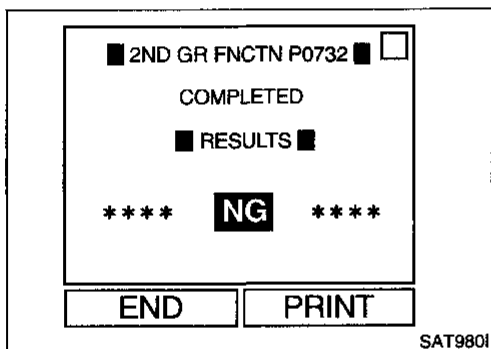 ■ 2ND GR FNCTN P0732 ■
COMPLETED
■ RESULTS ■
**** NG ****
END PRINT
SAT980I